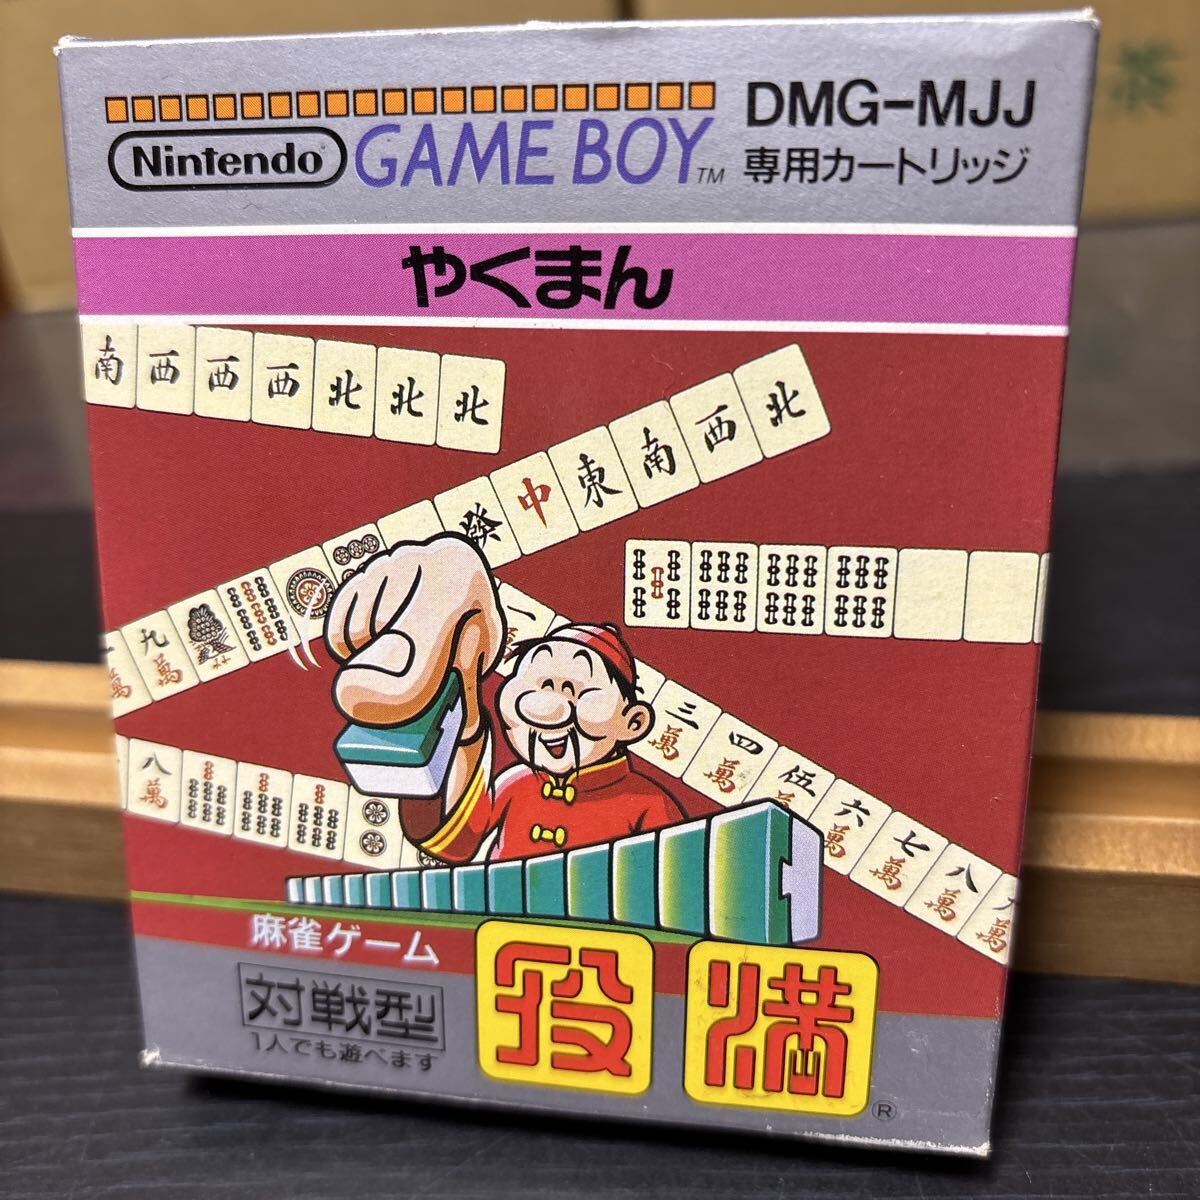 Nintendo GAME BOY™
DMG-MJJ
専用カートリッジ
やくまん
南 西 西 西 北 北 北
發 中 東 南 西 北
九萬
一
三萬 四萬 伍萬 六萬 七萬 八萬
八萬
麻雀ゲーム
対戦型
1人でも遊べます
役満®